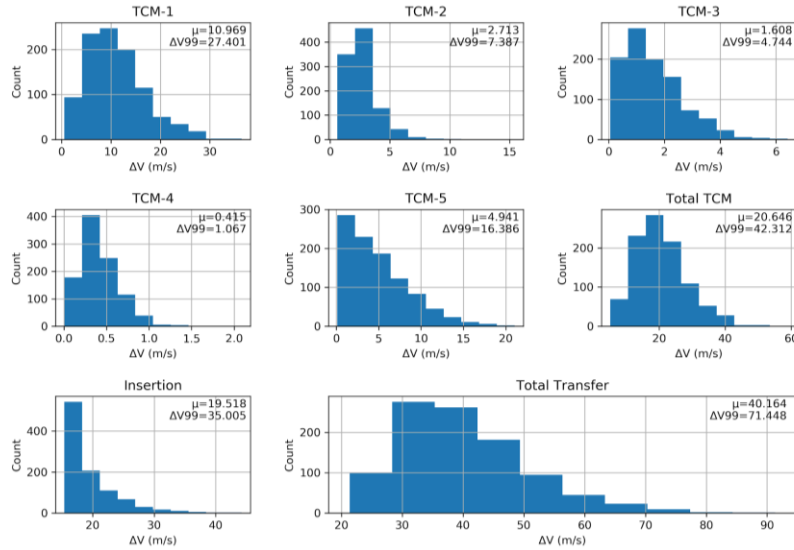 TCM-1
μ=10.969
ΔV99=27.401
Count
200
100
0
0 10 20 30
ΔV (m/s)
TCM-2
μ=2.713
ΔV99=7.387
Count
400
300
200
100
0
0 5 10 15
ΔV (m/s)
TCM-3
μ=1.608
ΔV99=4.744
Count
200
100
0
0 2 4 6
ΔV (m/s)
TCM-4
μ=0.415
ΔV99=1.067
Count
400
300
200
100
0
0.0 0.5 1.0 1.5 2.0
ΔV (m/s)
TCM-5
μ=4.941
ΔV99=16.386
Count
300
200
100
0
0 5 10 15 20
ΔV (m/s)
Total TCM
μ=20.646
ΔV99=42.312
Count
300
200
100
0
20 40 60
ΔV (m/s)
Insertion
μ=19.518
ΔV99=35.005
Count
400
200
0
20 30 40
ΔV (m/s)
Total Transfer
μ=40.164
ΔV99=71.448
Count
200
100
0
20 30 40 50 60 70 80 90
ΔV (m/s)